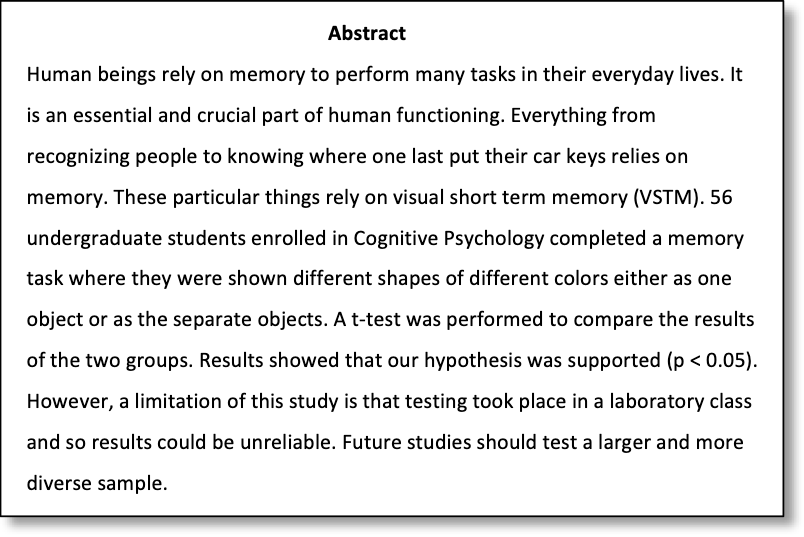 Abstract
Human beings rely on memory to perform many tasks in their everyday lives. It
is an essential and crucial part of human functioning. Everything from
recognizing people to knowing where one last put their car keys relies on
memory. These particular things rely on visual short term memory (VSTM). 56
undergraduate students enrolled in Cognitive Psychology completed a memory
task where they were shown different shapes of different colors either as one
object or as the separate objects. A t-test was performed to compare the results
of the two groups. Results showed that our hypothesis was supported (p < 0.05).
However, a limitation of this study is that testing took place in a laboratory class
and so results could be unreliable. Future studies should test a larger and more
diverse sample.